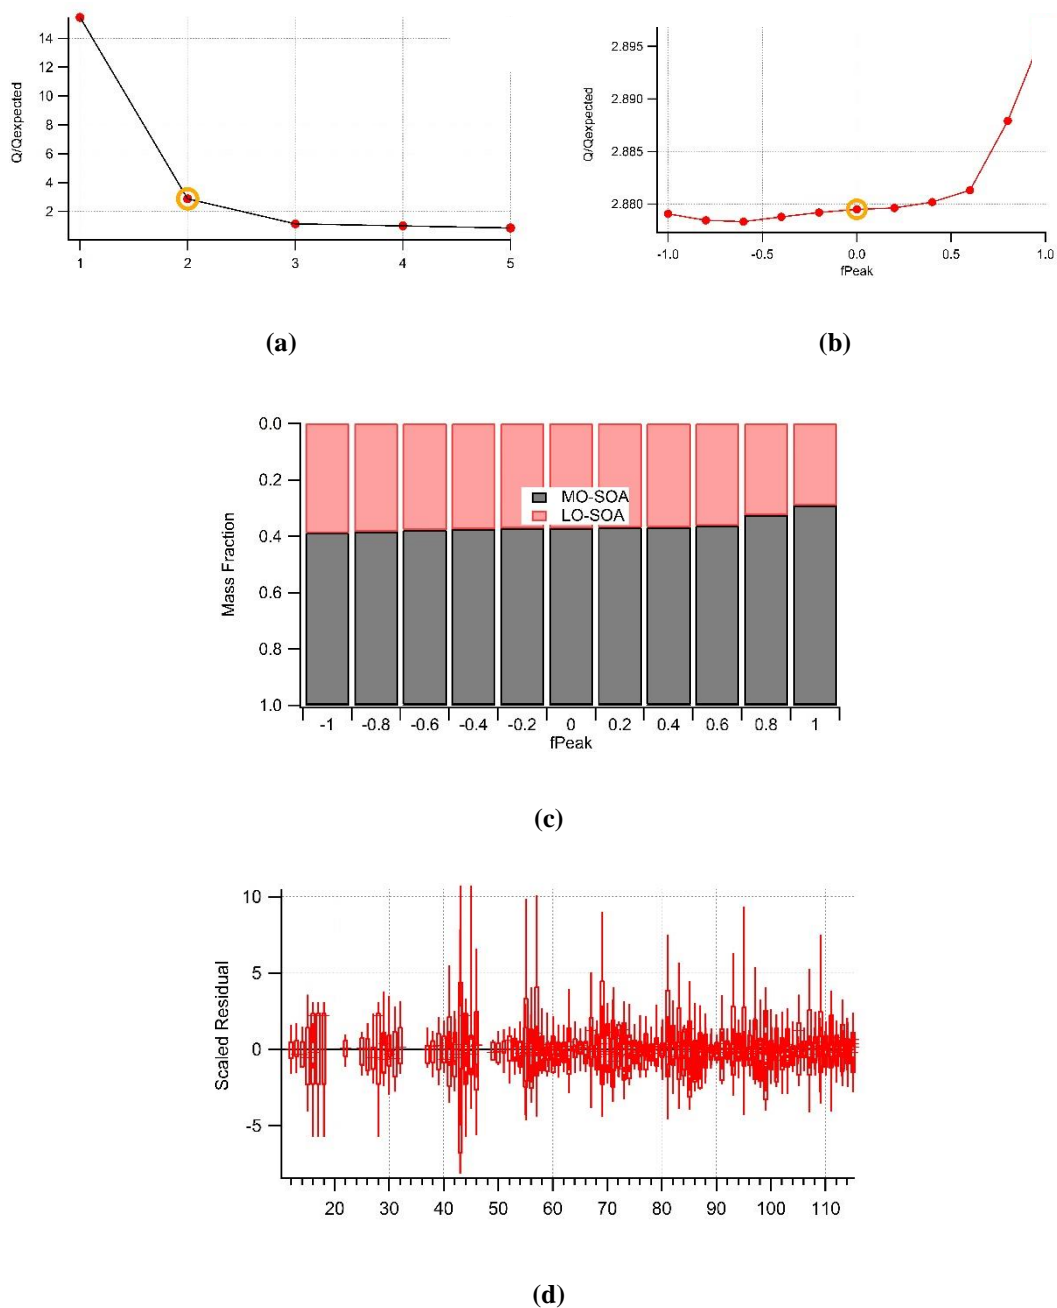 14
12
10
8
6
4
2
Q/Qexpected
1 2 3 4 5
(a)
2.895
2.890
2.885
2.880
Q/Qexpected
-1.0 -0.5 0.0 0.5 1.0
fPeak
(b)
0.0
0.2
0.4
0.6
0.8
1.0
Mass Fraction
MO-SOA
LO-SOA
-1 -0.8 -0.6 -0.4 -0.2 0 0.2 0.4 0.6 0.8 1
fPeak
(c)
10
5
0
-5
Scaled Residual
20 30 40 50 60 70 80 90 100 110
(d)